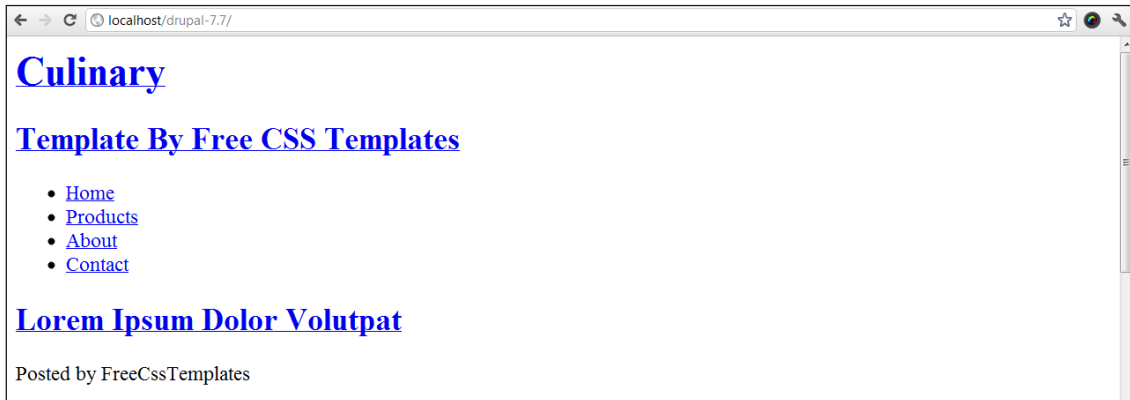 localhost/drupal-7.7/
Culinary
Template By Free CSS Templates
Home
Products
About
Contact
Lorem Ipsum Dolor Volutpat
Posted by FreeCssTemplates